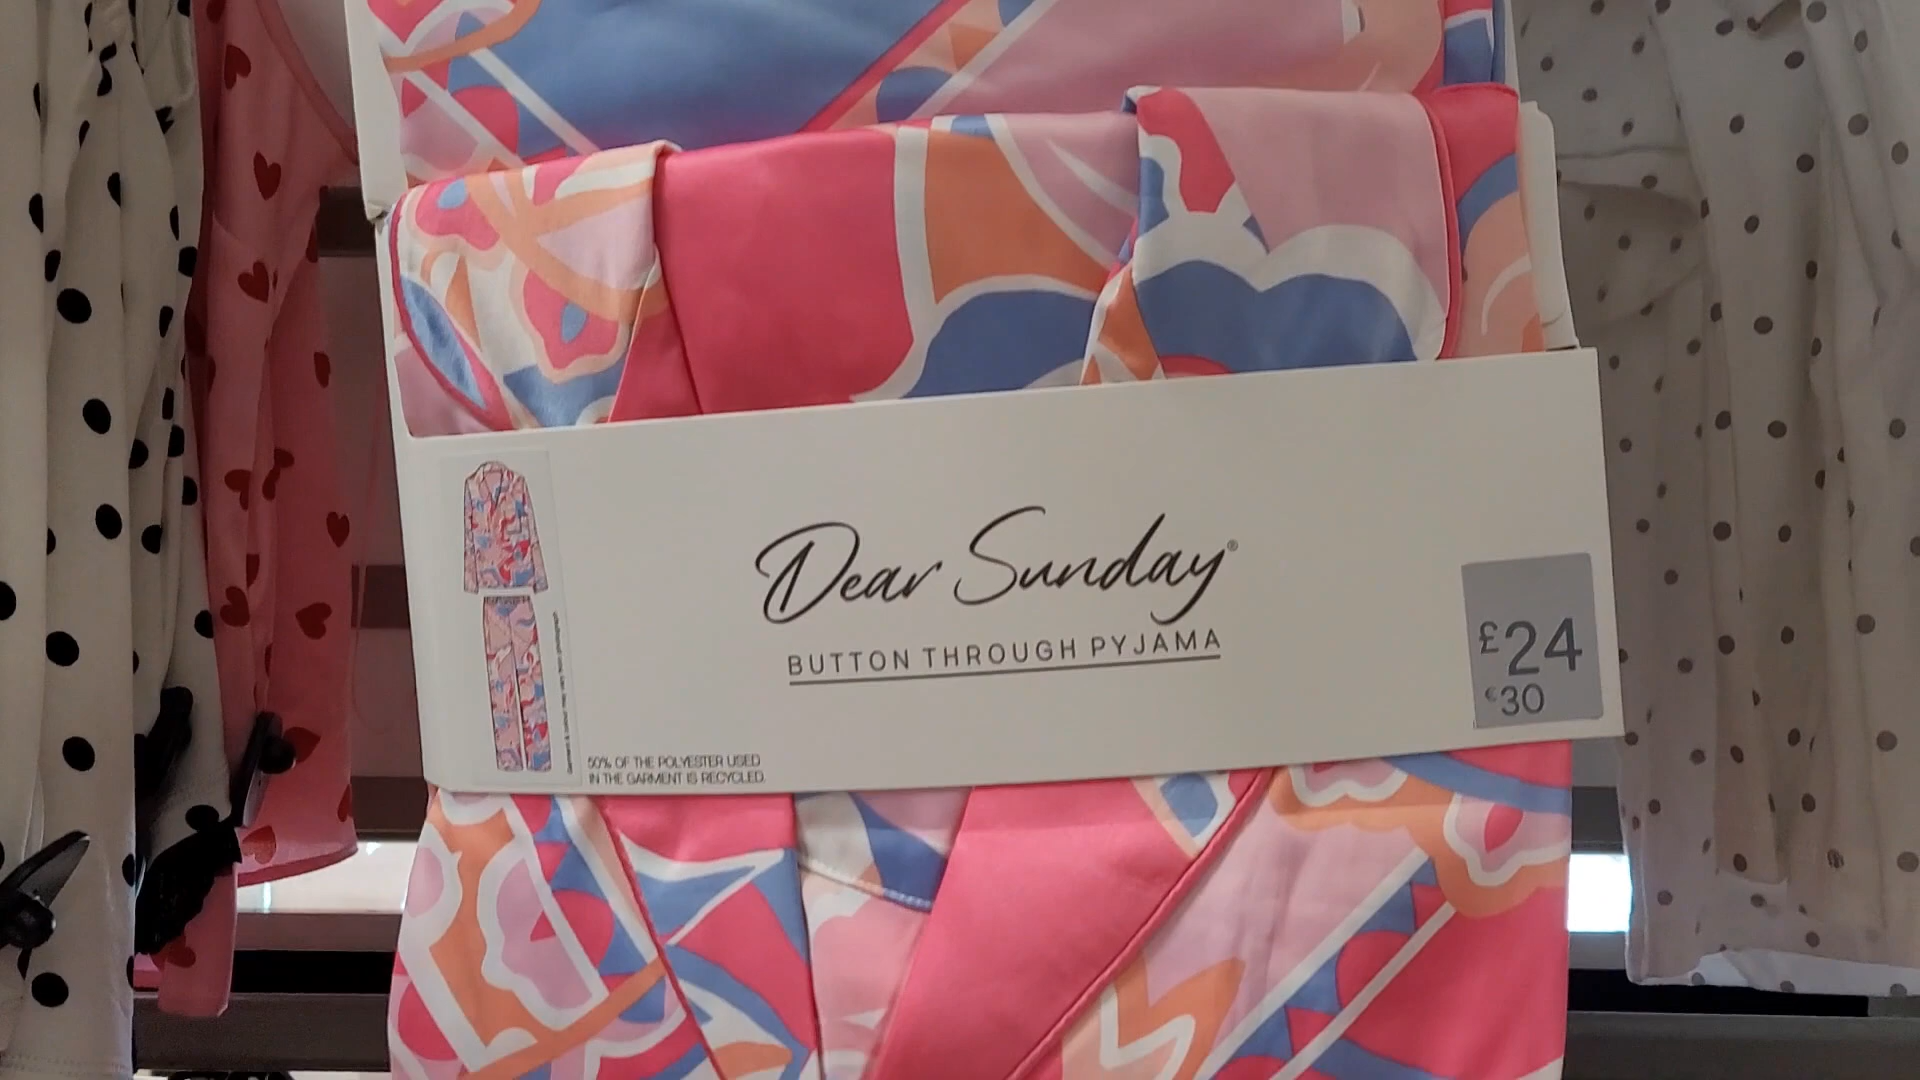 Dear Sunday®
BUTTON THROUGH PYJAMA
£24
€30
50% OF THE POLYESTER USED
IN THE GARMENT IS RECYCLED.